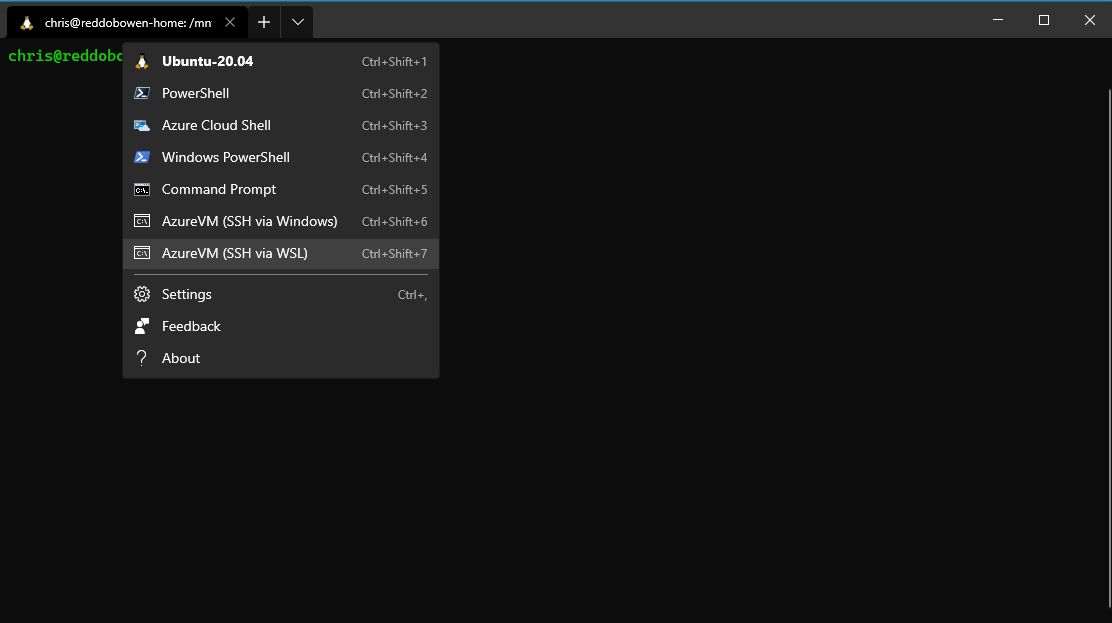 chris@reddobowen-home: /mn
chris@reddobo
Ubuntu-20.04 Ctrl+Shift+1
PowerShell Ctrl+Shift+2
Azure Cloud Shell Ctrl+Shift+3
Windows PowerShell Ctrl+Shift+4
Command Prompt Ctrl+Shift+5
AzureVM (SSH via Windows) Ctrl+Shift+6
AzureVM (SSH via WSL) Ctrl+Shift+7
Settings Ctrl+,
Feedback
About